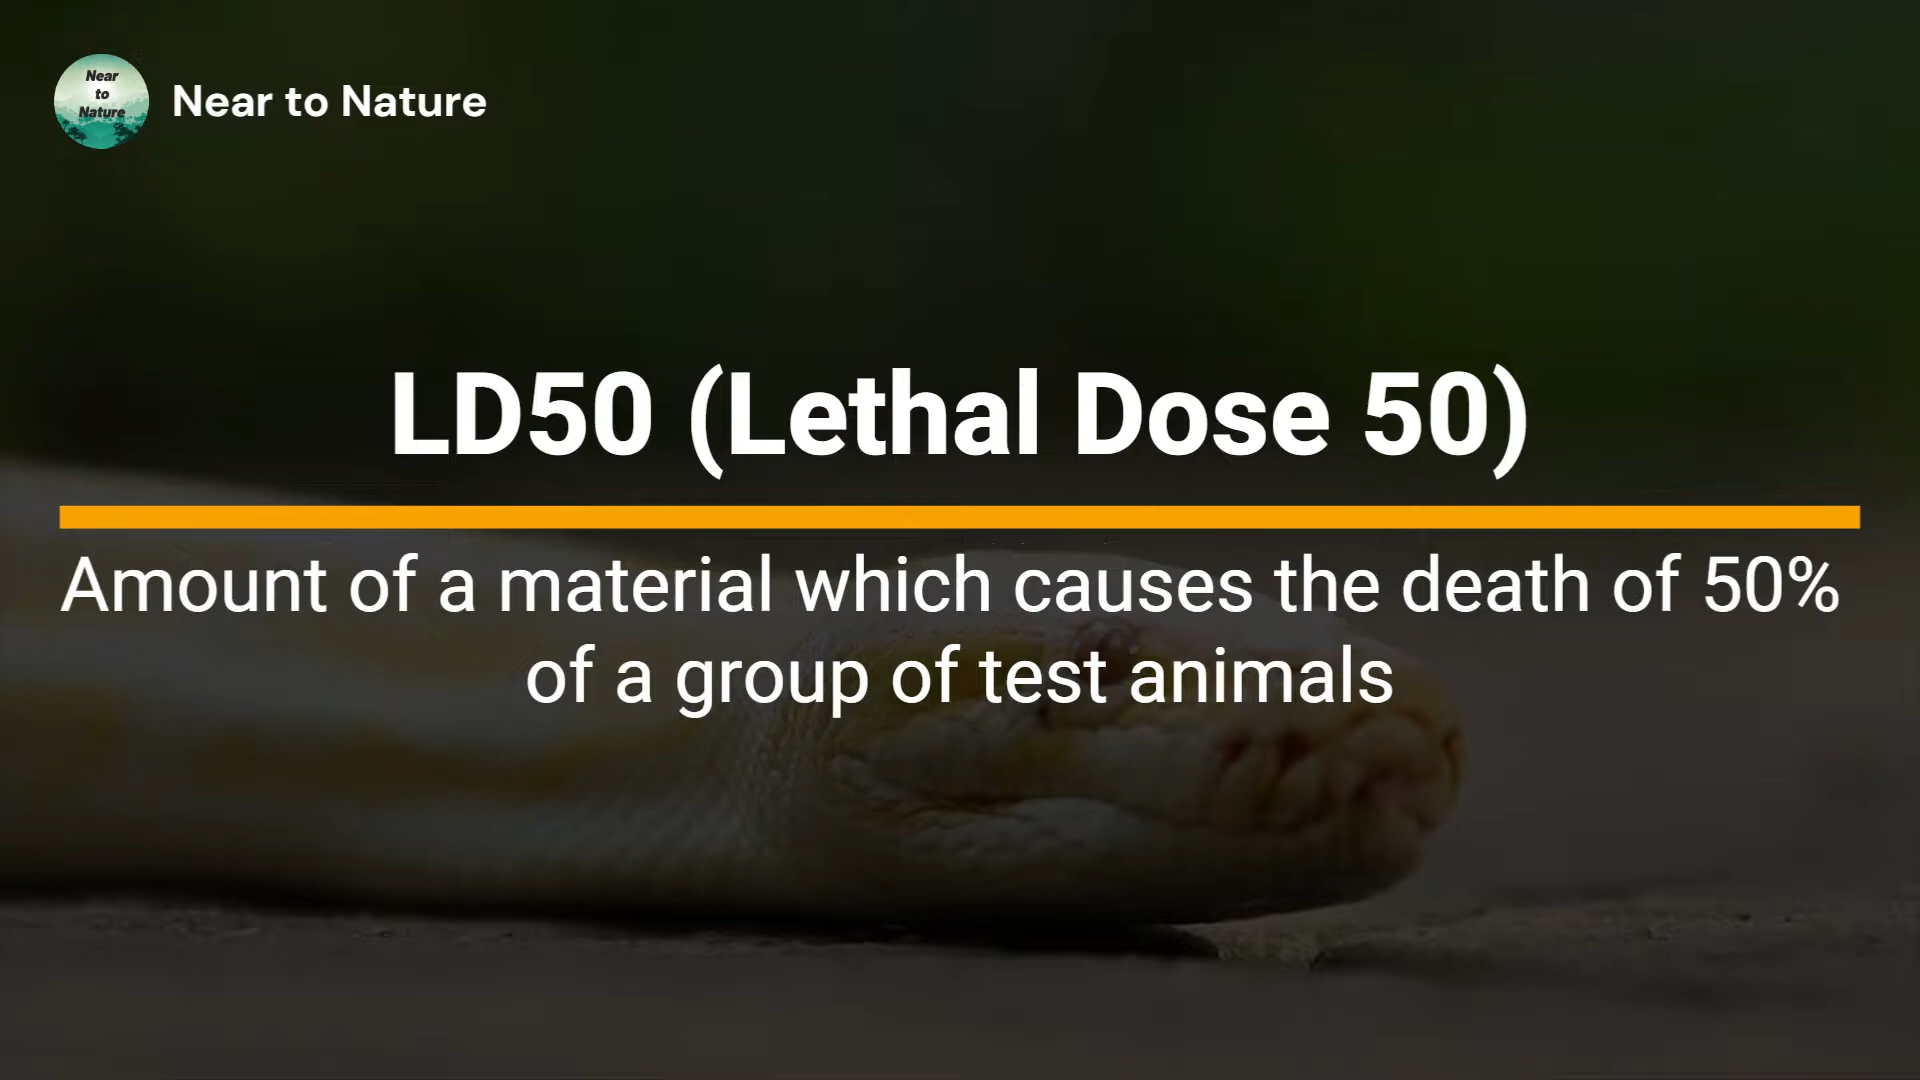 Near
to
Nature
Near to Nature
LD50 (Lethal Dose 50)
Amount of a material which causes the death of 50%
of a group of test animals